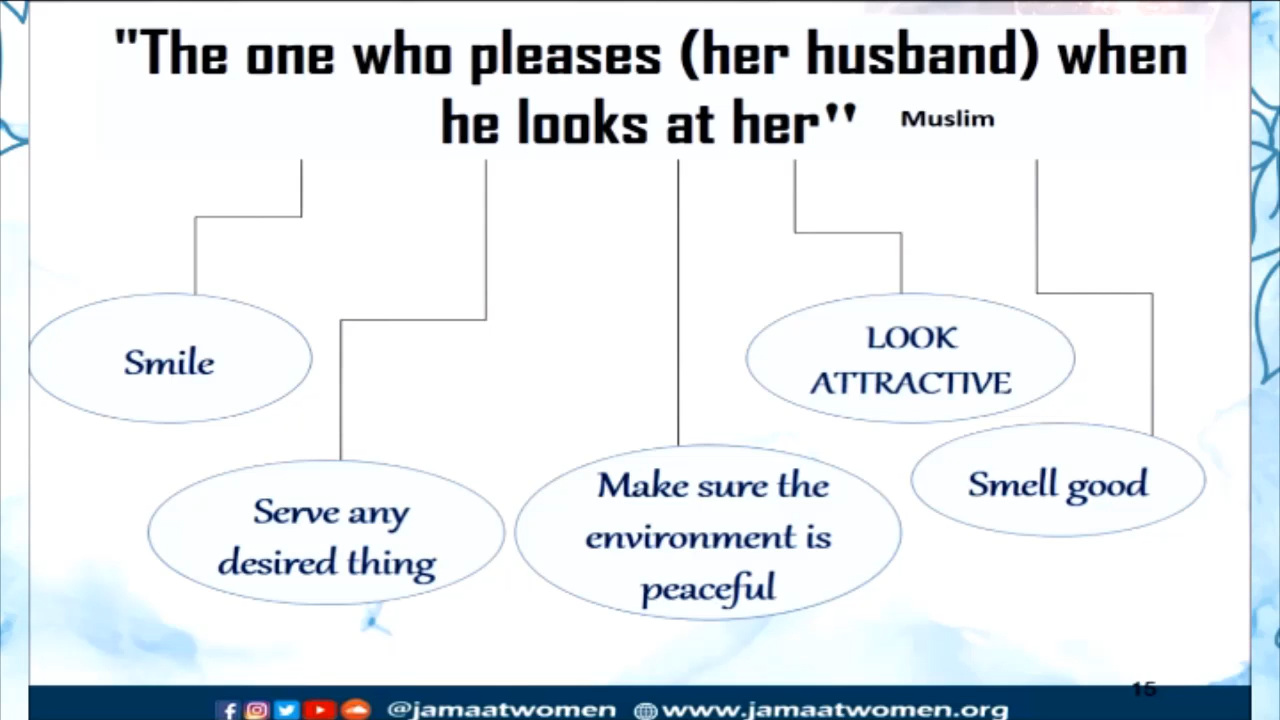 "The one who pleases (her husband) when
he looks at her''
Muslim
Smile
LOOK
ATTRACTIVE
Serve any
desired thing
Make sure the
environment is
peaceful
Smell good
15
@jamaatwomen www.jamaatwomen.org